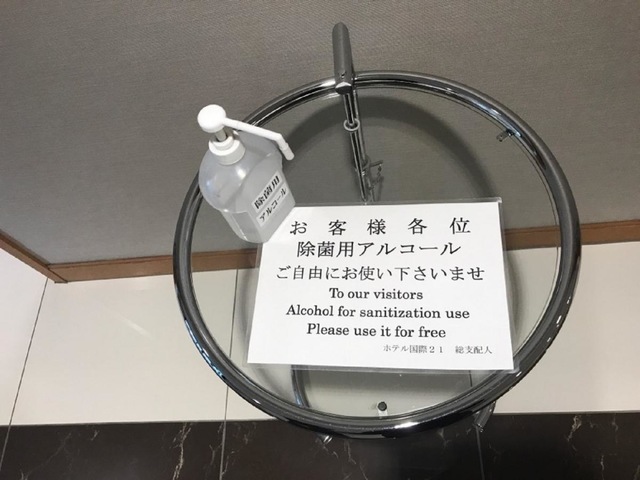 除菌用
アルコール
お客様各位
除菌用アルコール
ご自由にお使い下さいませ
To our visitors
Alcohol for sanitization use
Please use it for free
ホテル国際21 総支配人